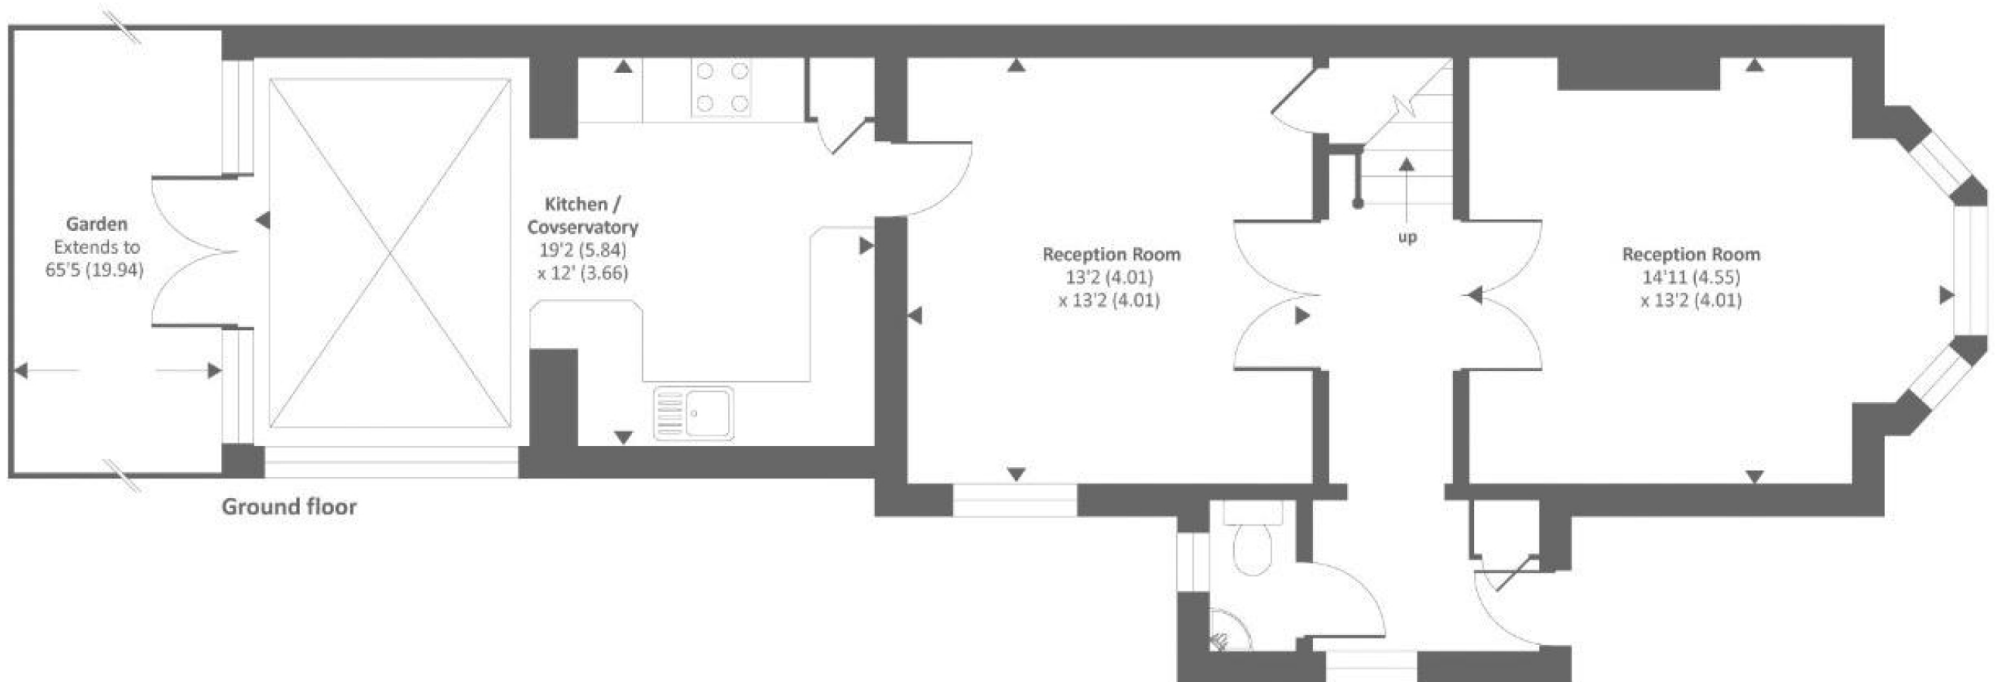 Garden
Extends to
65'5 (19.94)
Kitchen /
Covservatory
19'2 (5.84)
x 12' (3.66)
Reception Room
13'2 (4.01)
x 13'2 (4.01)
up
Reception Room
14'11 (4.55)
x 13'2 (4.01)
Ground floor